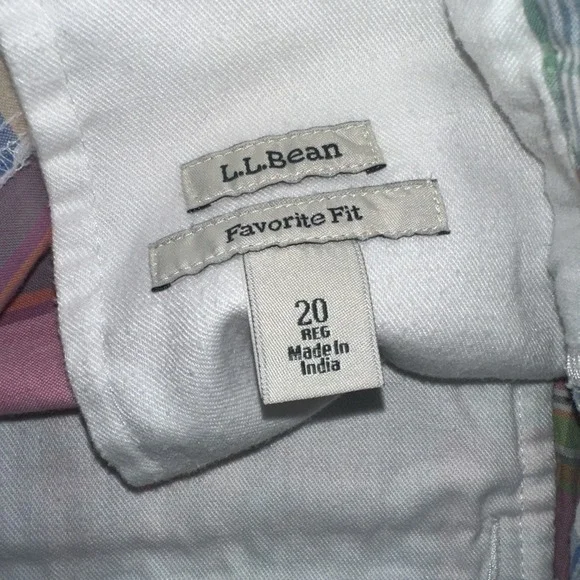 L.L.Bean
Favorite Fit
20
REG
Made In
India